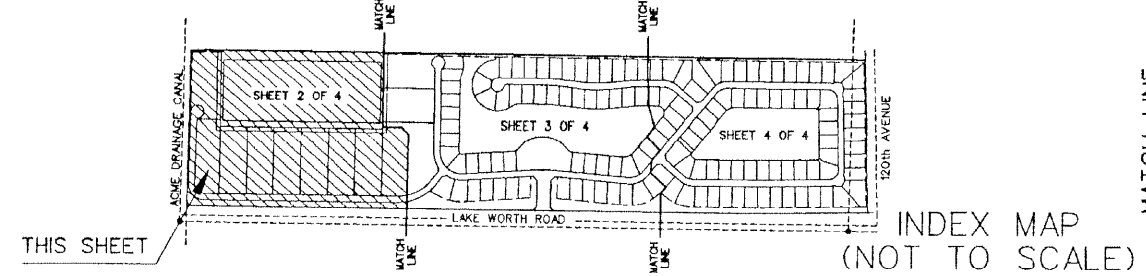 MATCH
LINE
MATCH
LINE
ACME DRAINAGE CANAL
SHEET 2 OF 4
SHEET 3 OF 4
SHEET 4 OF 4
120th AVENUE
MATCH LINE
LAKE WORTH ROAD
THIS SHEET
MATCH
LINE
MATCH
LINE
INDEX MAP
(NOT TO SCALE)